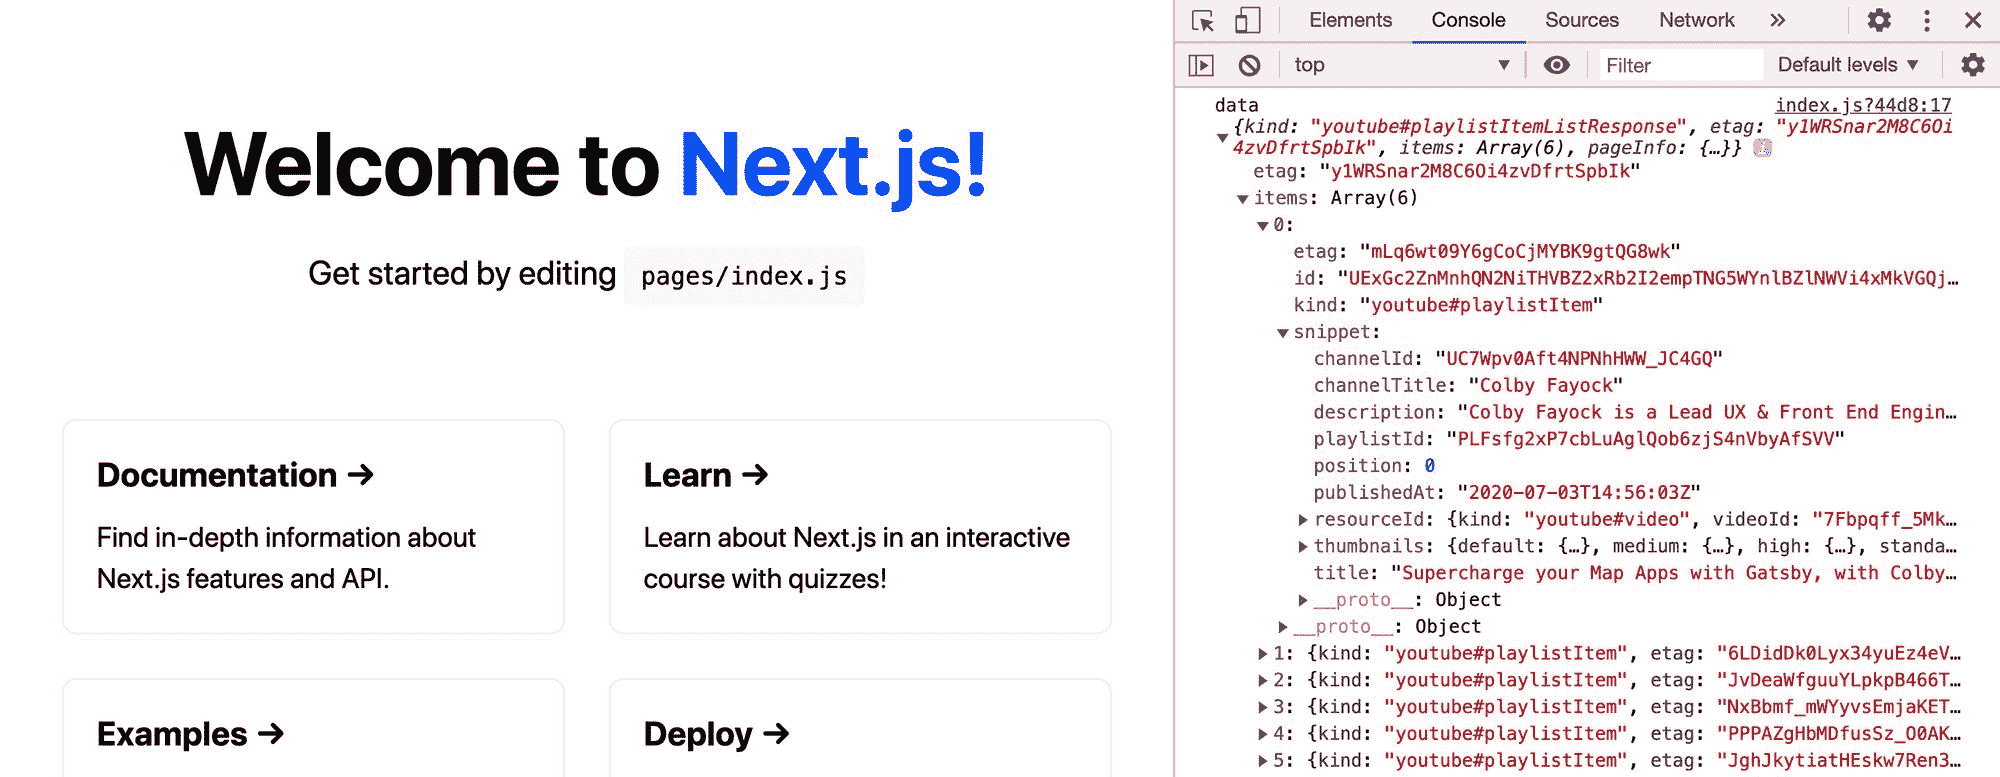 Welcome to Next.js!
Get started by editing pages/index.js
Documentation →
Find in-depth information about
Next.js features and API.
Learn →
Learn about Next.js in an interactive
course with quizzes!
Examples →
Deploy →
Elements Console Sources Network »
top Filter Default levels
data index.js?44d8:17
{kind: "youtube#playlistItemListResponse", etag: "y1WRSnar2M8C6Oi
4zvDfrtSpbIk", items: Array(6), pageInfo: {…}}
etag: "y1WRSnar2M8C6Oi4zvDfrtSpbIk"
items: Array(6)
0:
etag: "mLq6wt09Y6gCoCjMYBK9gtQG8wk"
id: "UExGc2ZnMnhQN2NiTHVBZ2xRb2I2empTNG5WYnlBZlNWVi4xMkVGQj…
kind: "youtube#playlistItem"
snippet:
channelId: "UC7Wpv0Aft4NPNhHWW_JC4GQ"
channelTitle: "Colby Fayock"
description: "Colby Fayock is a Lead UX & Front End Engin…
playlistId: "PLFsfg2xP7cbLuAglQob6zjS4nVbyAfSVV"
position: 0
publishedAt: "2020-07-03T14:56:03Z"
resourceId: {kind: "youtube#video", videoId: "7Fbpqff_5Mk…
thumbnails: {default: {…}, medium: {…}, high: {…}, standa…
title: "Supercharge your Map Apps with Gatsby, with Colby…
__proto__: Object
__proto__: Object
1: {kind: "youtube#playlistItem", etag: "6LDidDk0Lyx34yuEz4eV…
2: {kind: "youtube#playlistItem", etag: "JvDeaWfguuYLpkpB466T…
3: {kind: "youtube#playlistItem", etag: "NxBbmf_mWYyvsEmjaKET…
4: {kind: "youtube#playlistItem", etag: "PPPAZgHbMDfusSz_O0AK…
5: {kind: "youtube#playlistItem", etag: "JghJkytiatHEskw7Ren3…